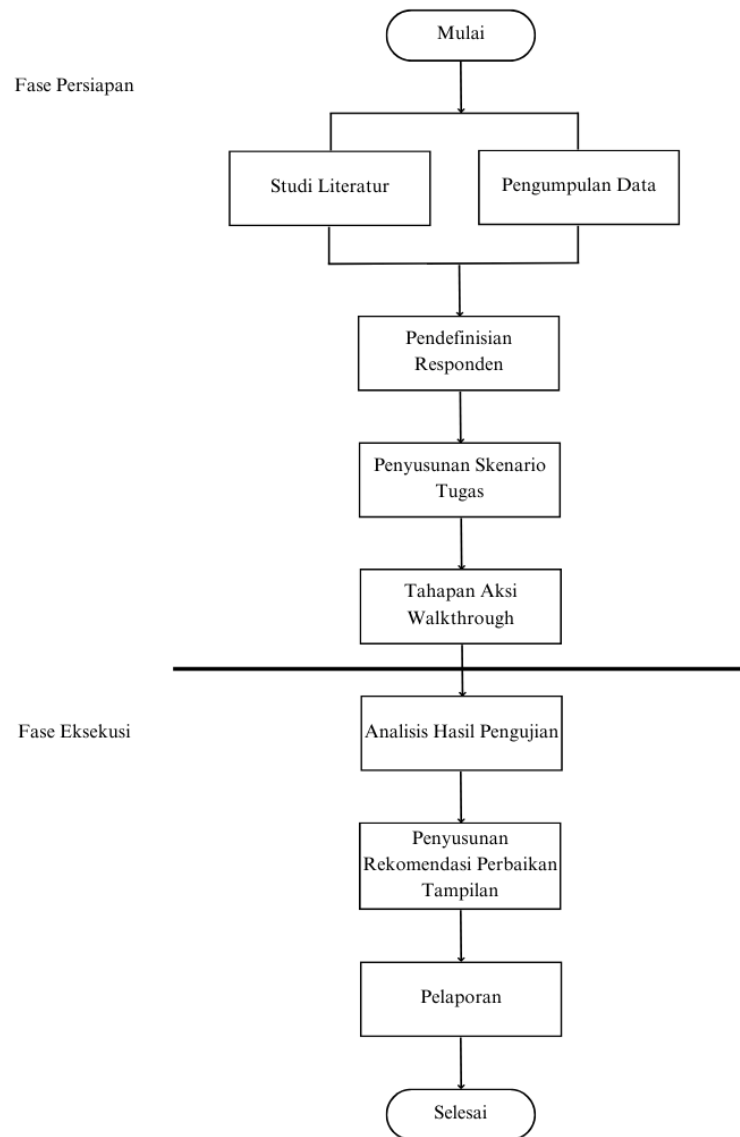 Mulai
Fase Persiapan
Studi Literatur
Pengumpulan Data
Pendefinisian
Responden
Penyusunan Skenario
Tugas
Tahapan Aksi
Walkthrough
Fase Eksekusi
Analisis Hasil Pengujian
Penyusunan
Rekomendasi Perbaikan
Tampilan
Pelaporan
Selesai